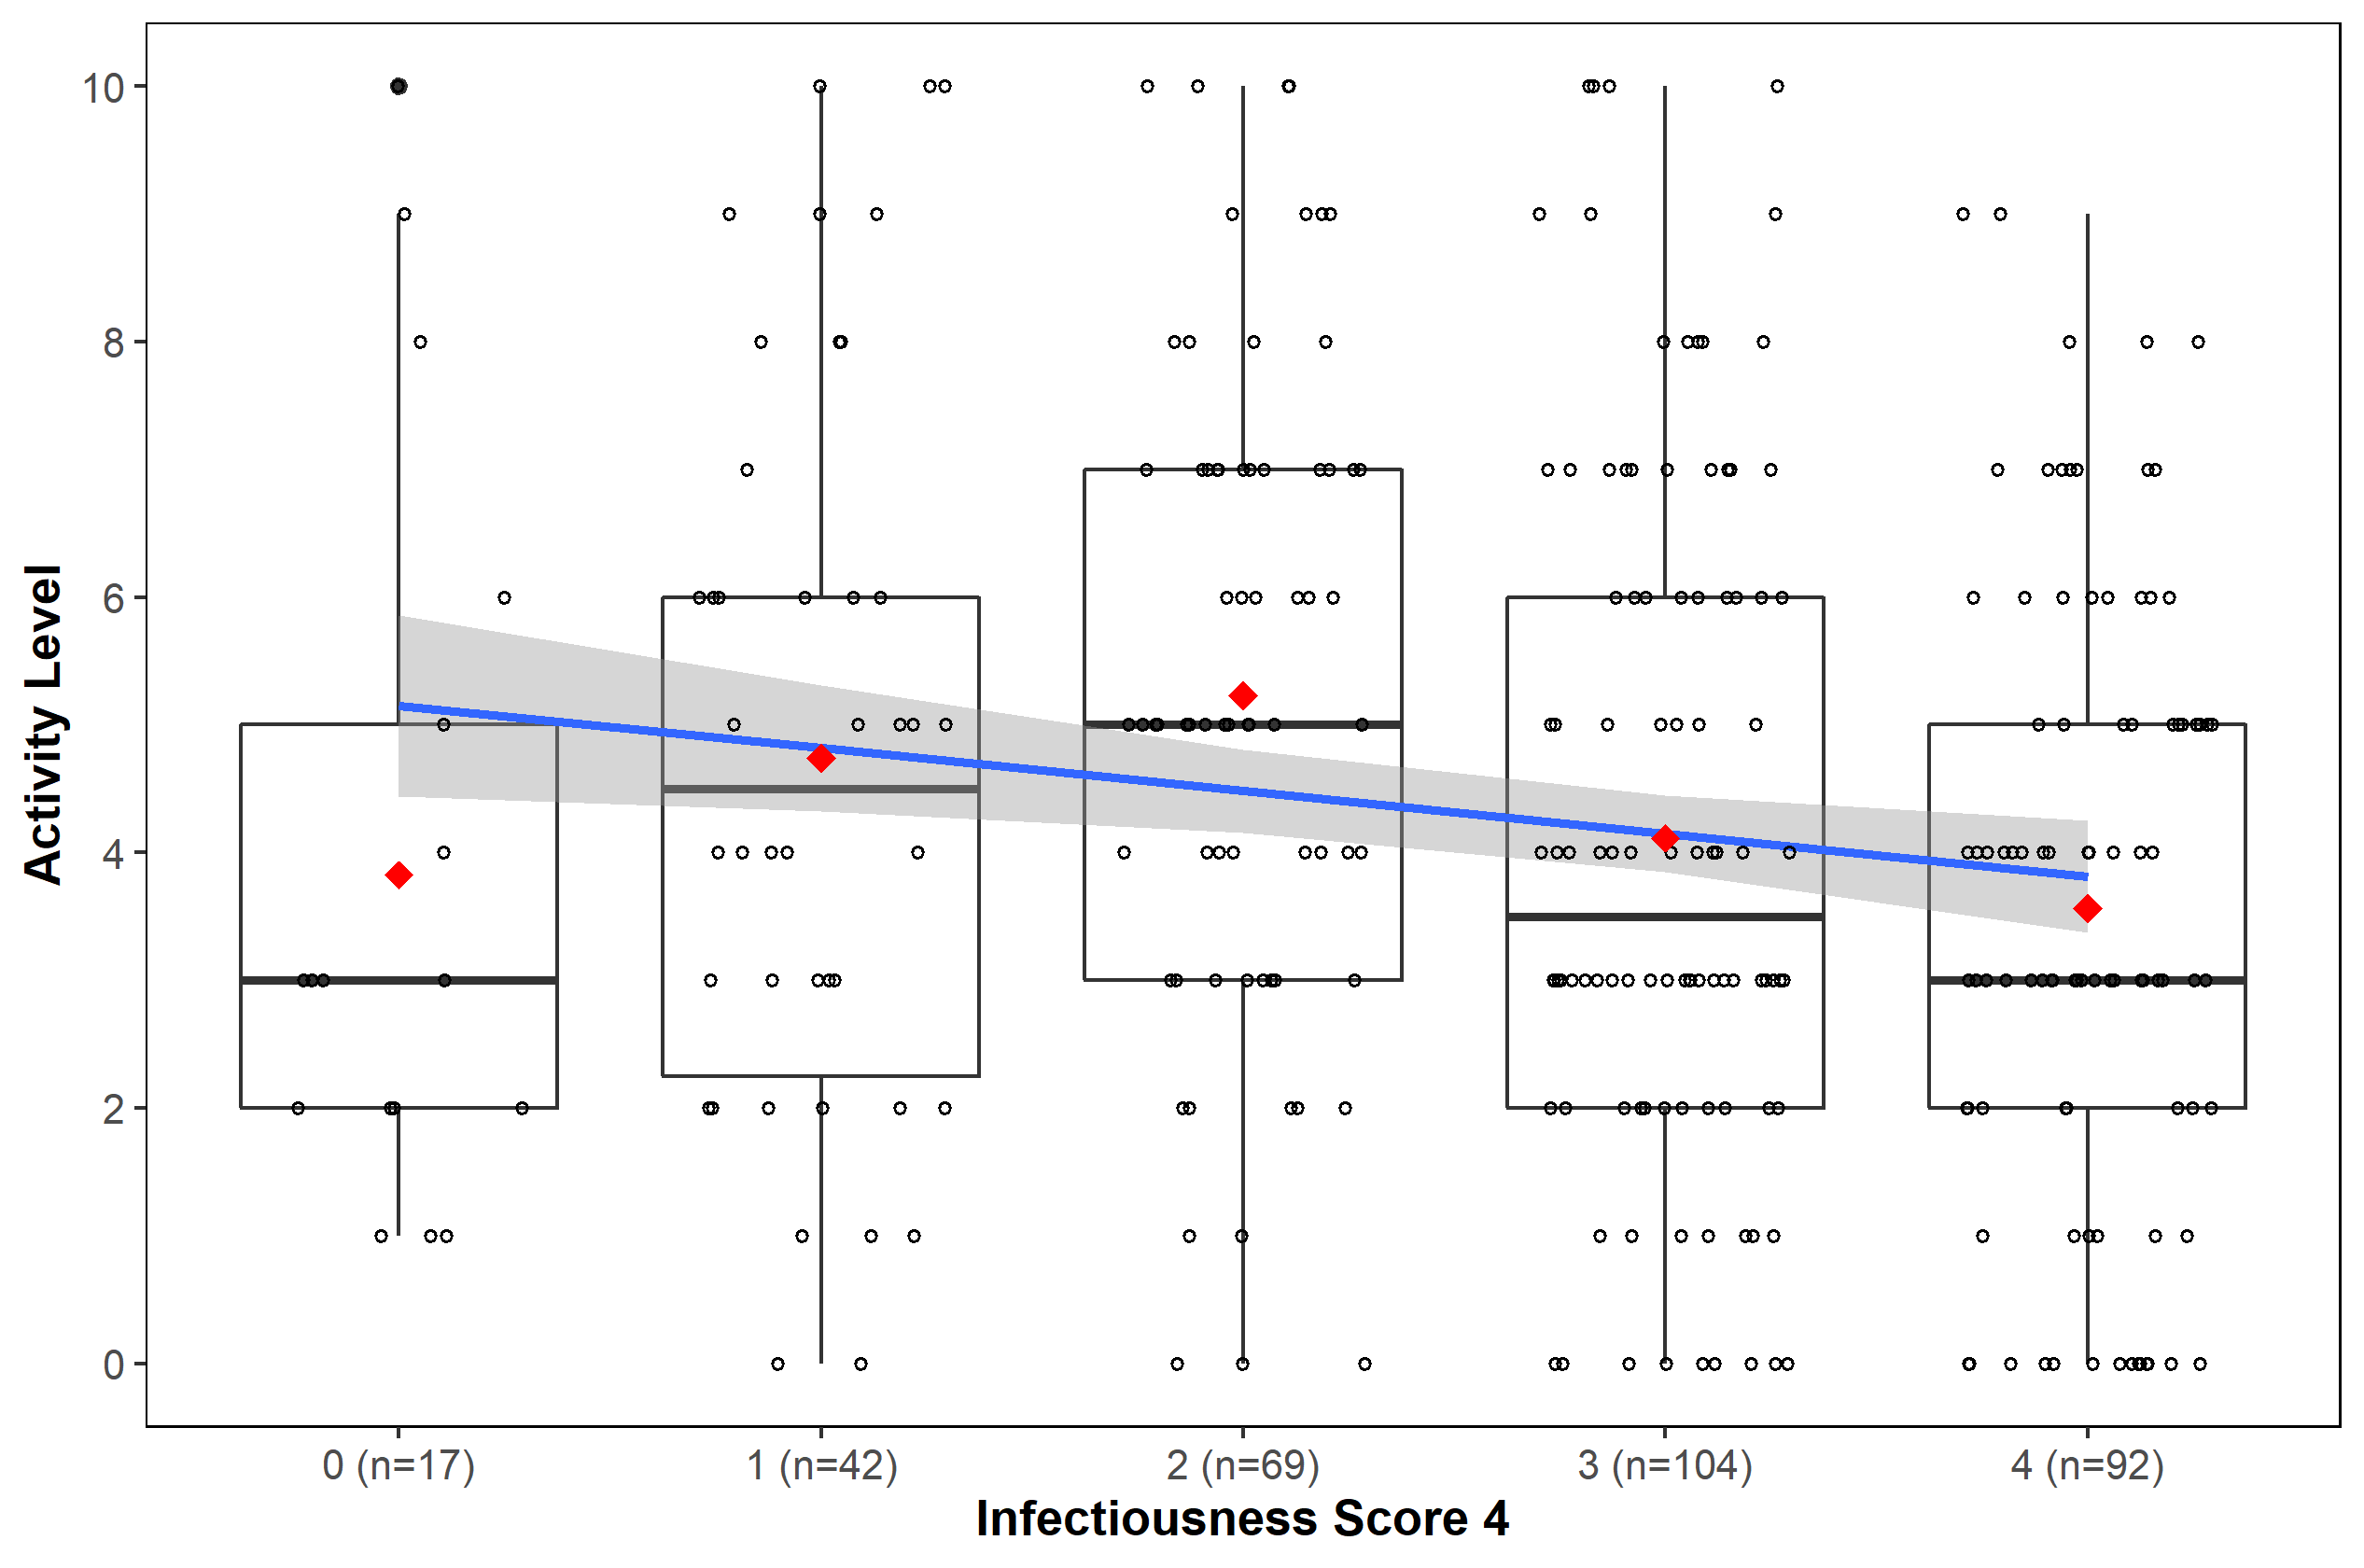 10
8
6
4
2
0
Activity Level
0 (n=17) 1 (n=42) 2 (n=69) 3 (n=104) 4 (n=92)
Infectiousness Score 4